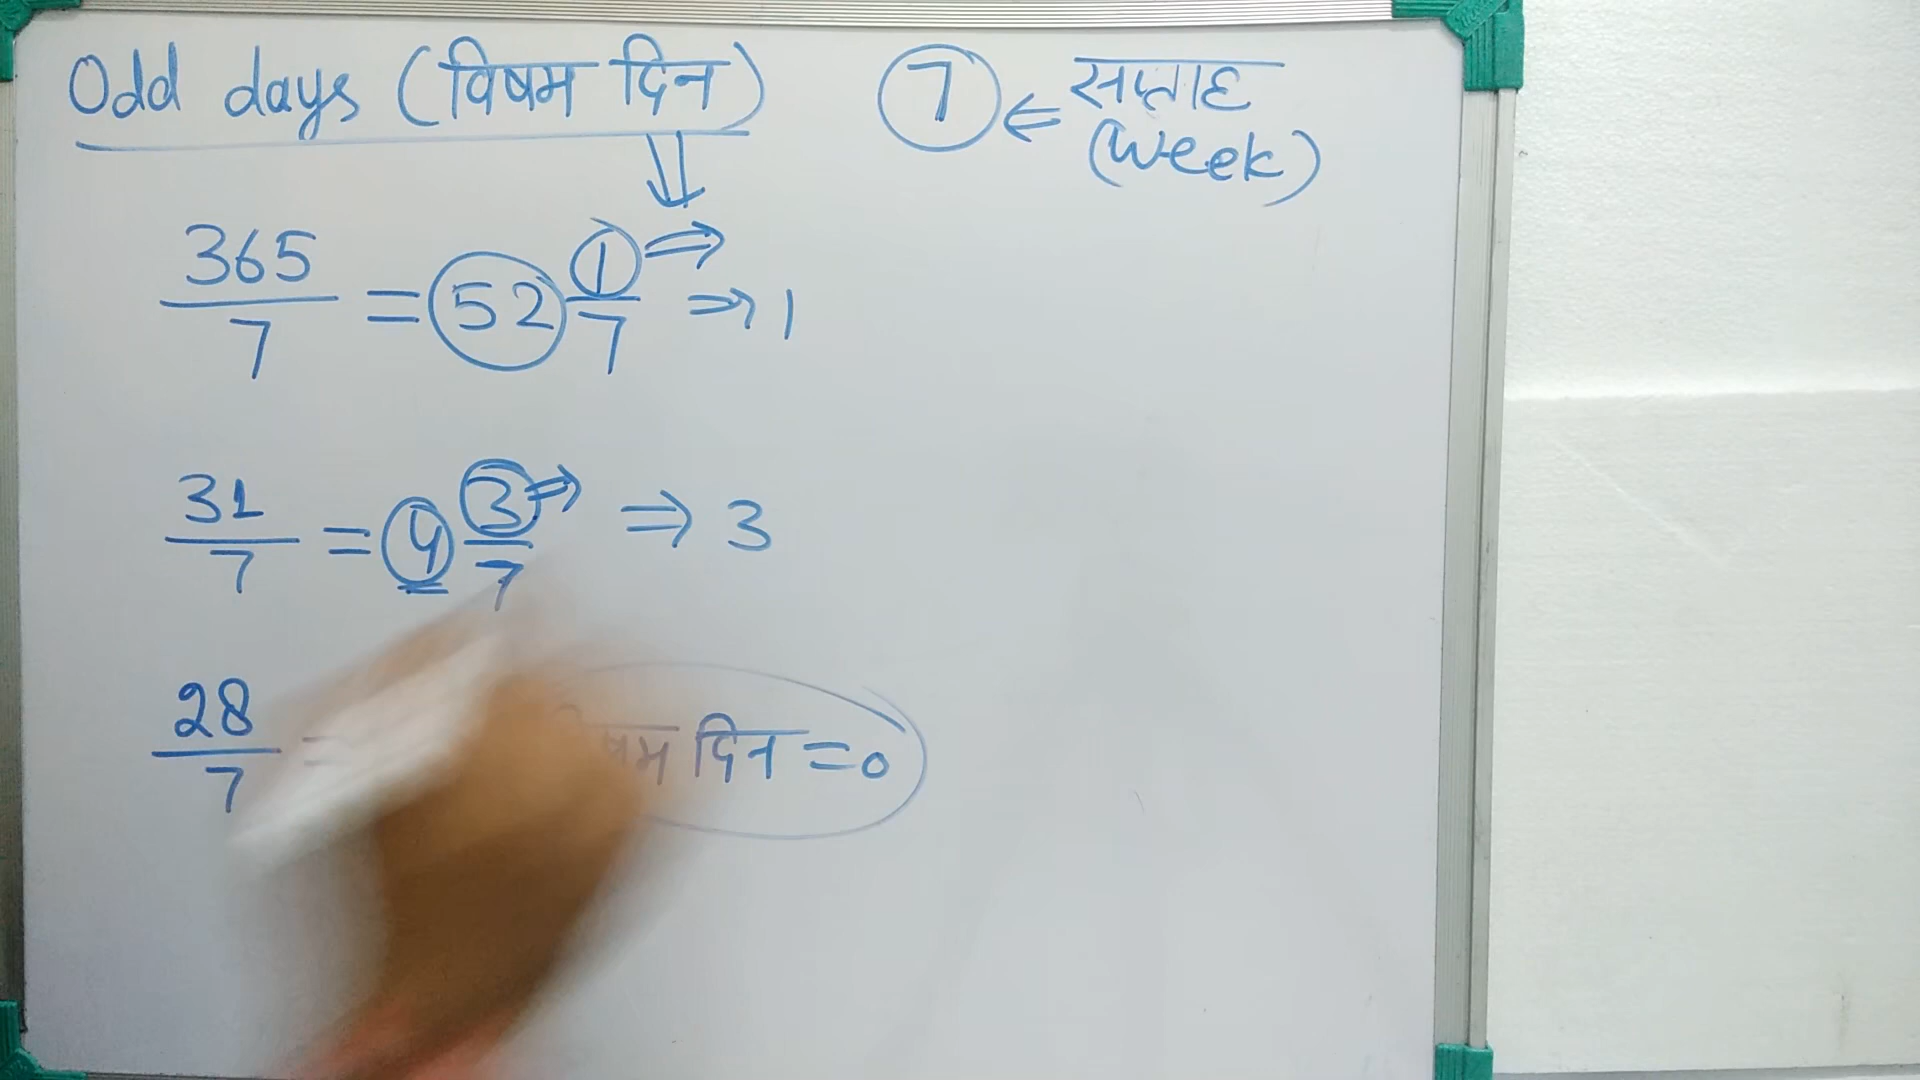 Odd days (विषम दिन)
7 ⇐ सप्ताह
(Week)
365/7 = 52 1/7 ⇒ 1
31/7 = 4 3/7 ⇒ ⇒ 3
28/7 =
दिन = 0